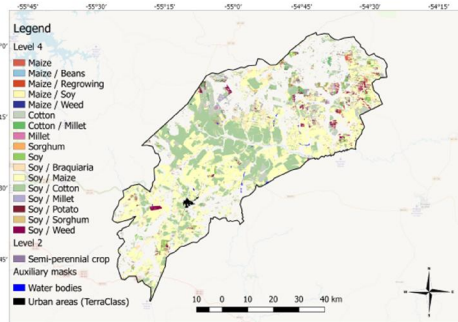 -55°45' -55°30' -55°15' -55° -54°45' -54°30' -54°15'
Legend
Level 4
Maize
Maize / Beans
Maize / Regrowing
Maize / Soy
Maize / Weed
Cotton
Cotton / Millet
Millet
Sorghum
Soy
Soy / Braquiaria
Soy / Maize
Soy / Cotton
Soy / Millet
Soy / Potato
Soy / Sorghum
Soy / Weed
Level 2
Semi-perennial crop
Auxiliary masks
Water bodies
Urban areas (TerraClass)
10 0 10 20 30 40 km